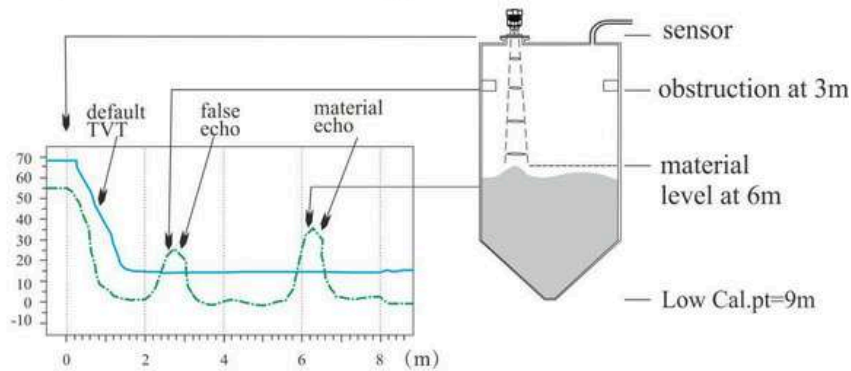 sensor
obstruction at 3m
material
level at 6m
Low Cal.pt=9m
default
TVT
false
echo
material
echo
70
60
50
40
30
20
10
0
-10
0 2 4 6 8 (m)